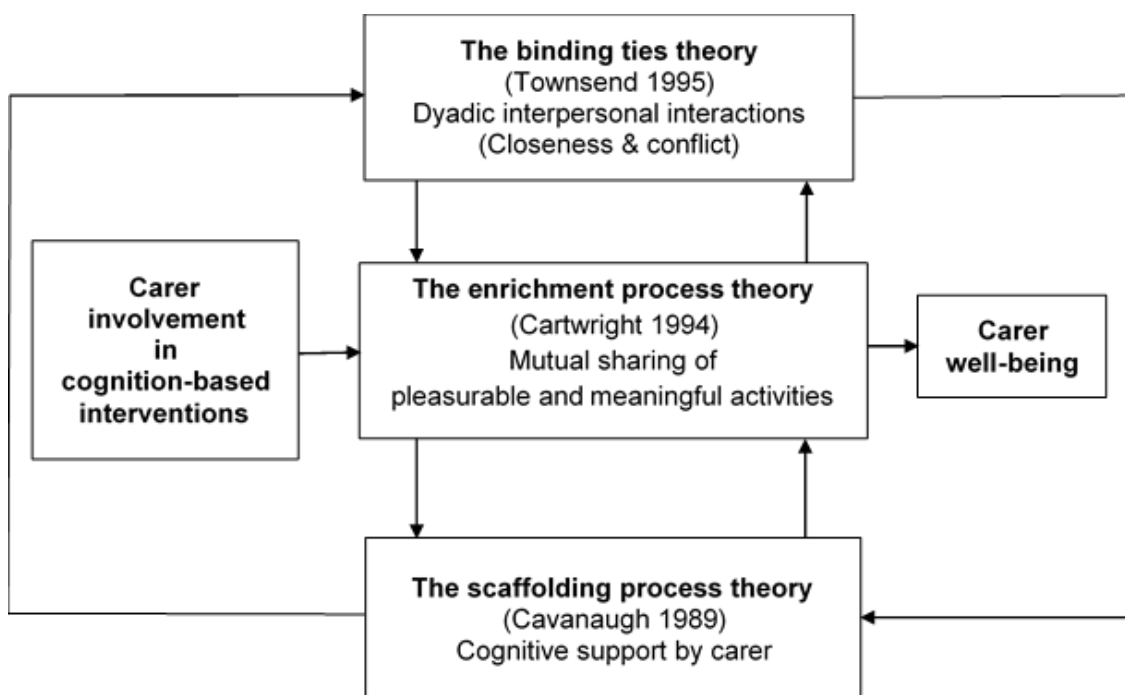 The binding ties theory
(Townsend 1995)
Dyadic interpersonal interactions
(Closeness & conflict)
Carer
involvement
in
cognition-based
interventions
The enrichment process theory
(Cartwright 1994)
Mutual sharing of
pleasurable and meaningful activities
Carer
well-being
The scaffolding process theory
(Cavanaugh 1989)
Cognitive support by carer